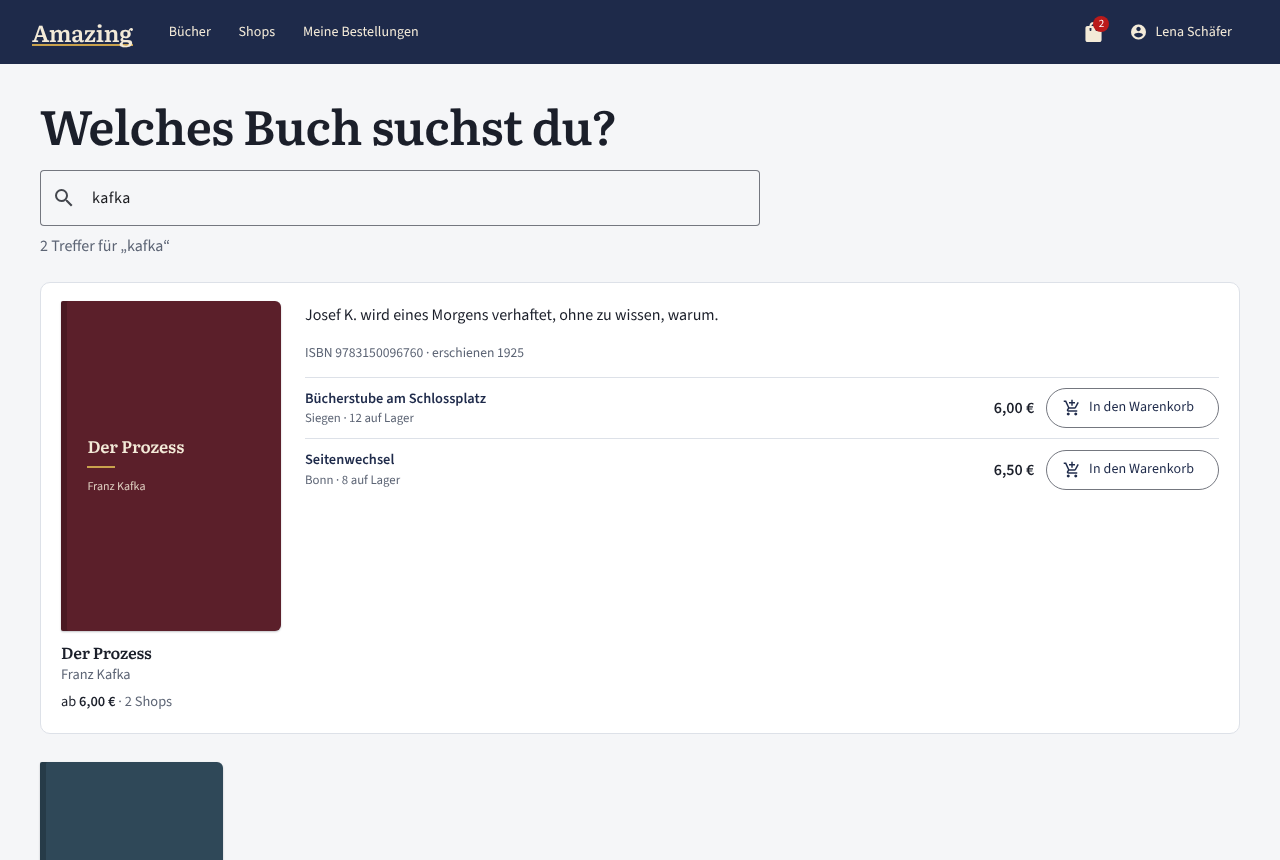 Amazing
Bücher
Shops
Meine Bestellungen
2
Lena Schäfer
Welches Buch suchst du?
kafka
2 Treffer für „kafka“
Der Prozess
Franz Kafka
Der Prozess
Franz Kafka
ab 6,00 € · 2 Shops
Josef K. wird eines Morgens verhaftet, ohne zu wissen, warum.
ISBN 9783150096760 · erschienen 1925
Bücherstube am Schlossplatz
Siegen · 12 auf Lager
6,00 €
In den Warenkorb
Seitenwechsel
Bonn · 8 auf Lager
6,50 €
In den Warenkorb